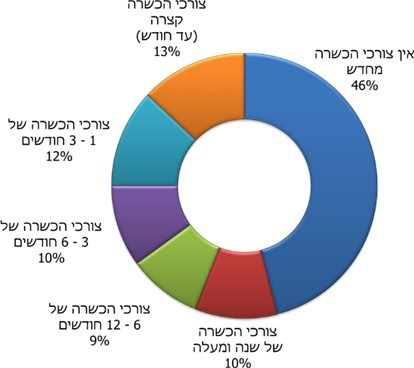 אין צורכי הכשרה
מחדש
46%
צורכי הכשרה
של שנה ומעלה
10%
צורכי הכשרה של
6 - 12 חודשים
9%
צורכי הכשרה של
3 - 6 חודשים
10%
צורכי הכשרה של
1 - 3 חודשים
12%
צורכי הכשרה
קצרה
(עד חודש)
13%